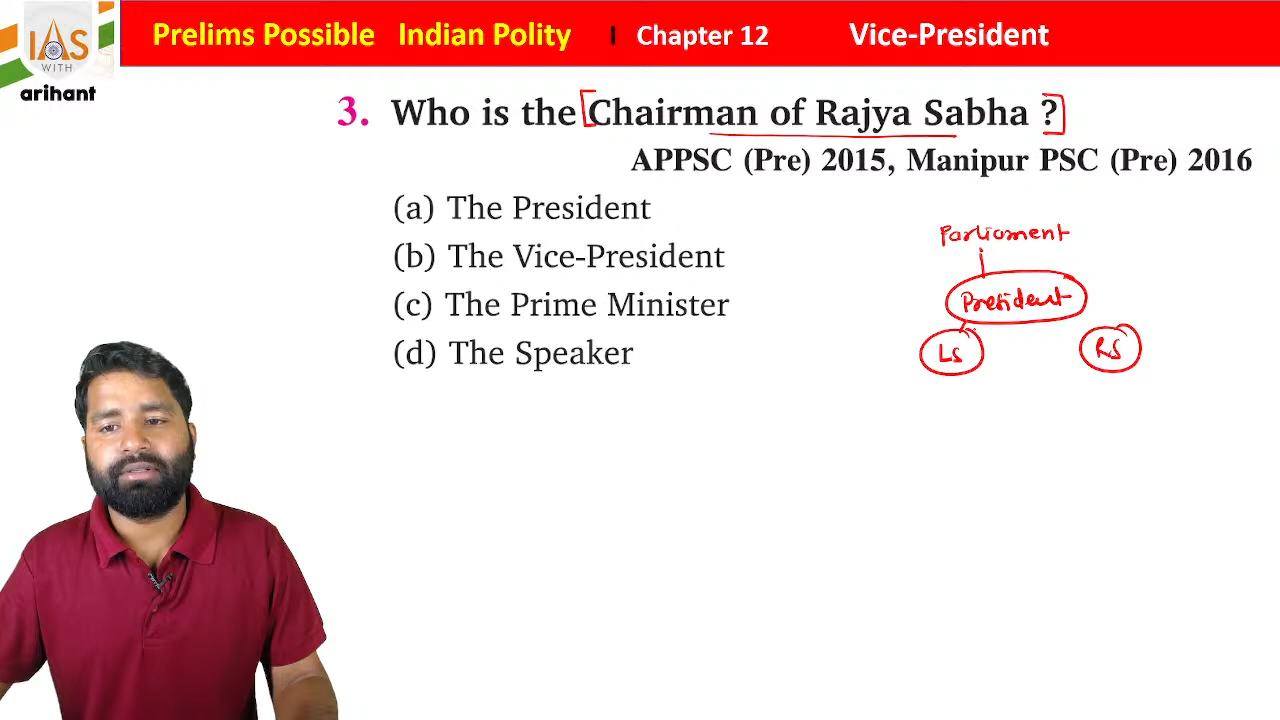 IAS
WITH
arihant
Prelims Possible Indian Polity | Chapter 12 Vice-President
3. Who is the [Chairman of Rajya Sabha ?]
APPSC (Pre) 2015, Manipur PSC (Pre) 2016
(a) The President
(b) The Vice-President
(c) The Prime Minister
(d) The Speaker
Parliament
President
LS
RS